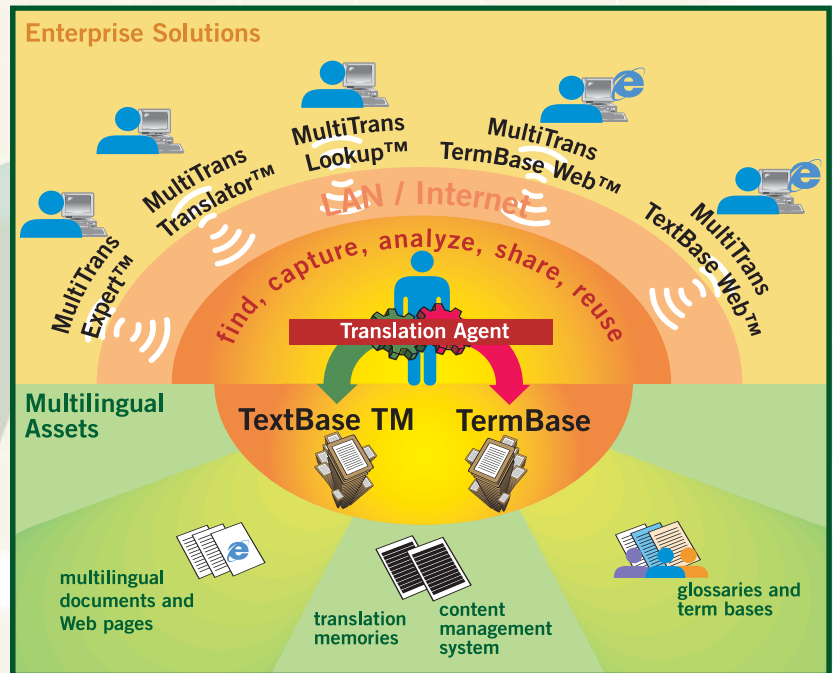 Enterprise Solutions
MultiTrans
Expert™
MultiTrans
Translator™
MultiTrans
Lookup™
MultiTrans
TermBase Web™
MultiTrans
TextBase Web™
LAN / Internet
find, capture, analyze, share, reuse
Translation Agent
Multilingual
Assets
TextBase TM
TermBase
multilingual
documents and
Web pages
translation
memories
content
management
system
glossaries and
term bases